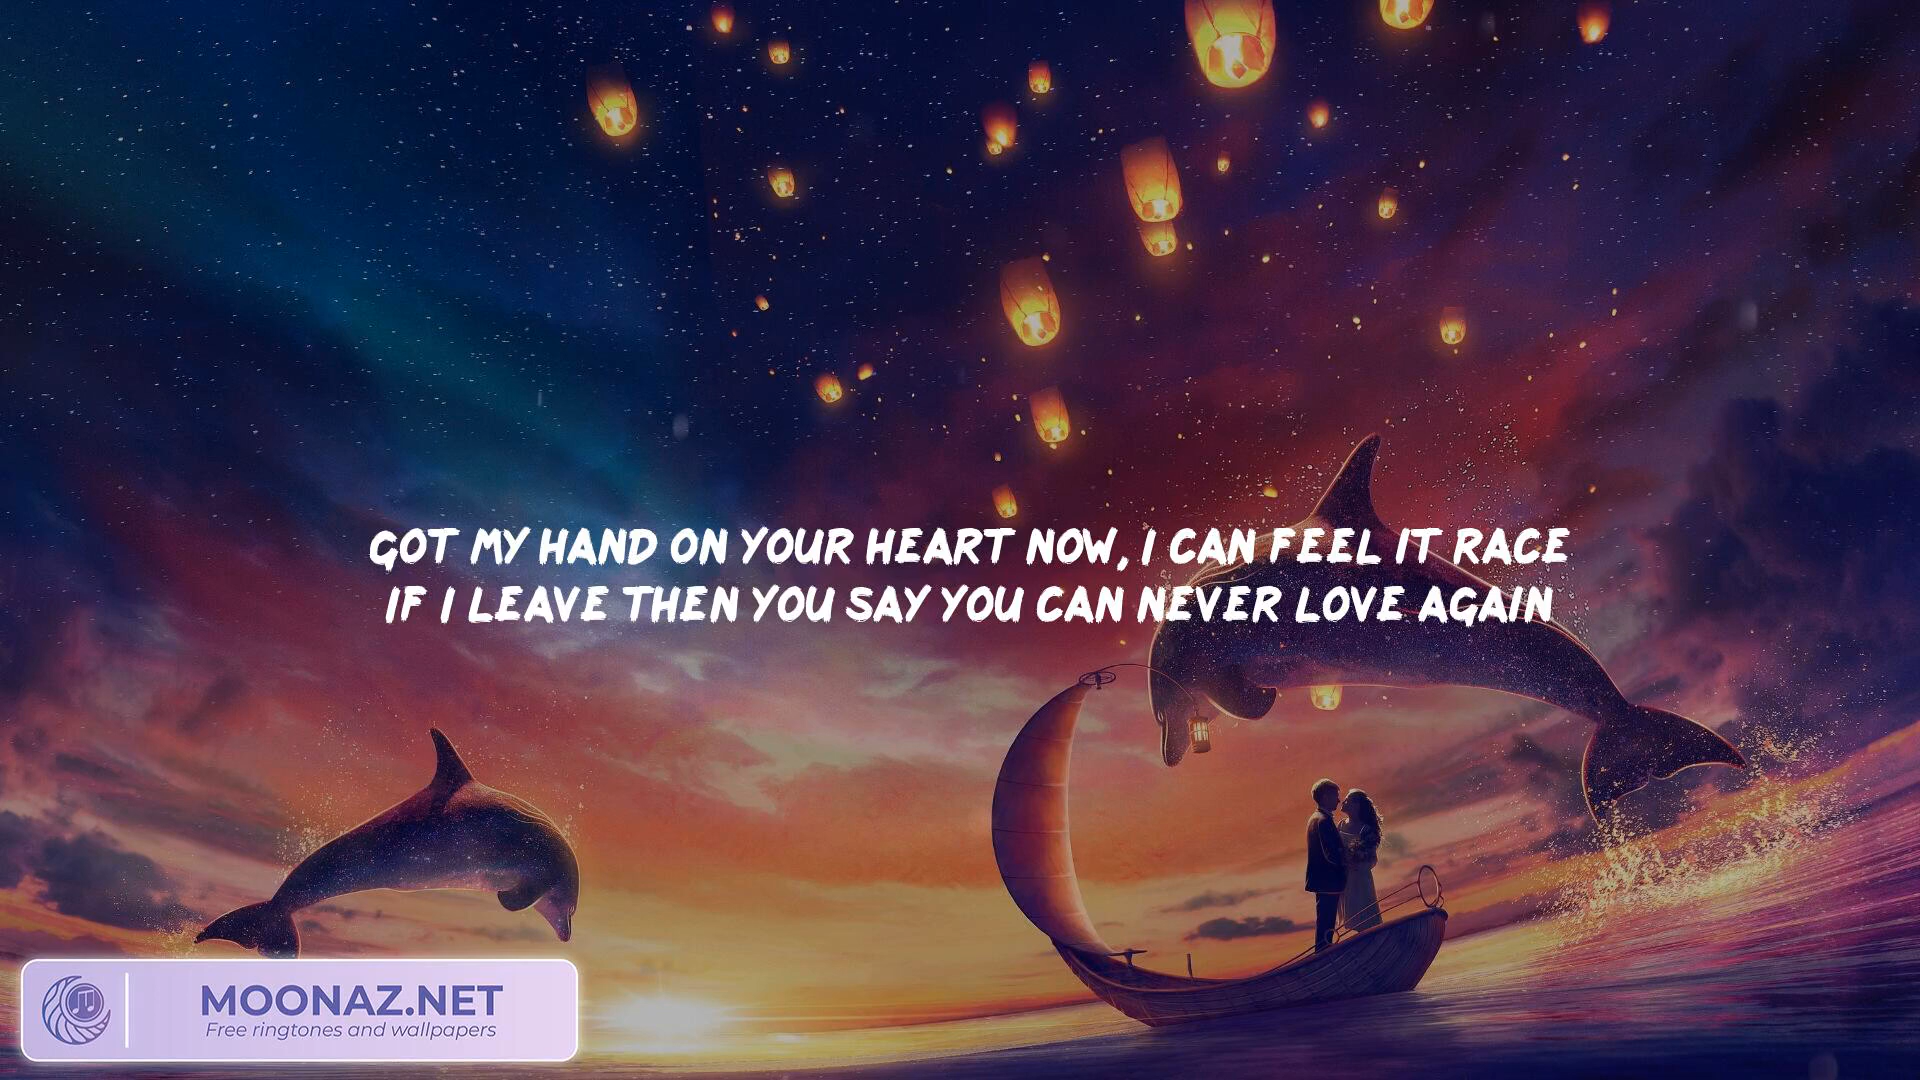 GOT MY HAND ON YOUR HEART NOW, I CAN FEEL IT RACE
IF I LEAVE THEN YOU SAY YOU CAN NEVER LOVE AGAIN
MOONAZ.NET
Free ringtones and wallpapers